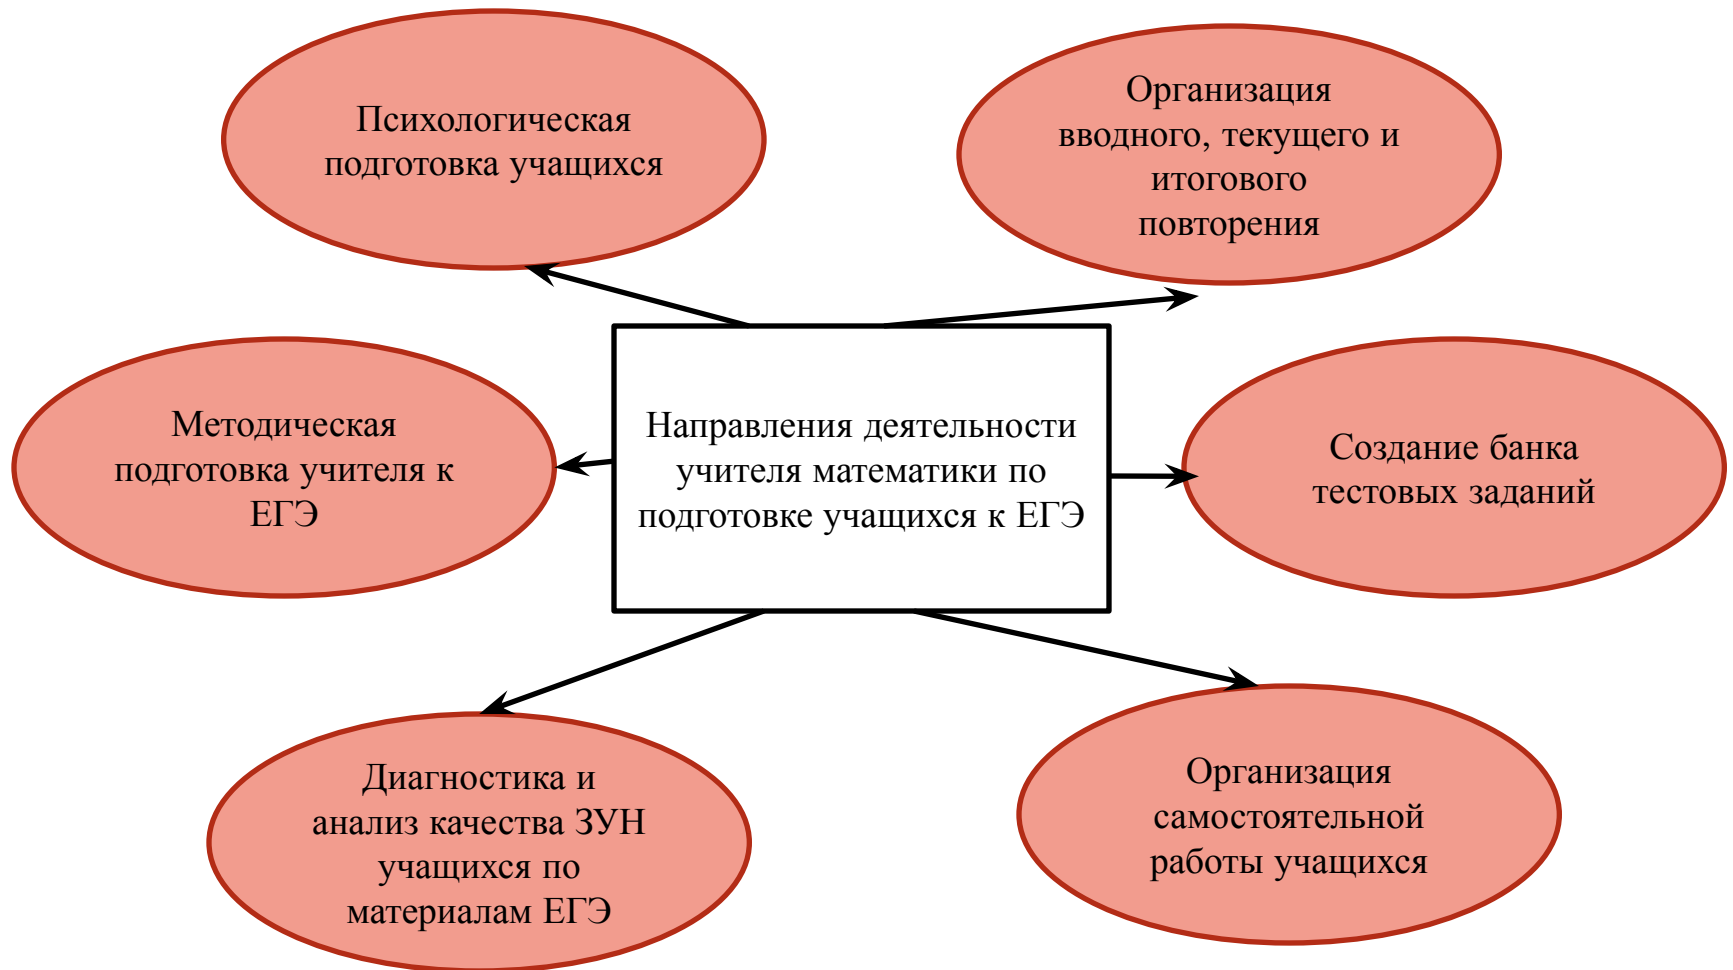 Психологическая
подготовка учащихся
Организация
вводного, текущего и
итогового
повторения
Методическая
подготовка учителя к
ЕГЭ
Направления деятельности
учителя математики по
подготовке учащихся к ЕГЭ
Создание банка
тестовых заданий
Диагностика и
анализ качества ЗУН
учащихся по
материалам ЕГЭ
Организация
самостоятельной
работы учащихся